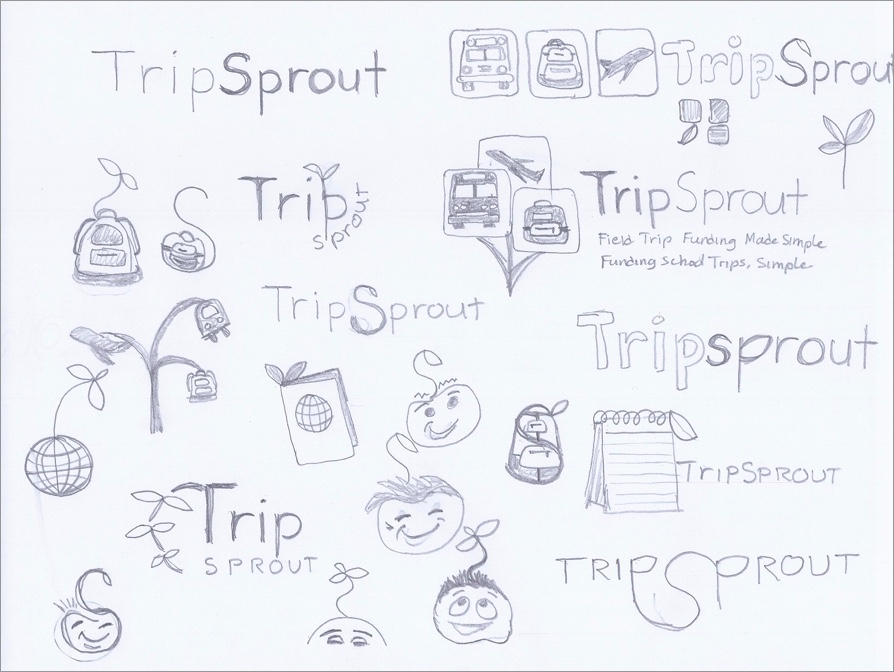 TripSprout
TripSprout
Trip
sprout
TripSprout
Field Trip Funding Made Simple
Funding School Trips, Simple
TripSprout
Tripsprout
TRIPSPROUT
Trip
SPROUT
TRIPSPROUT